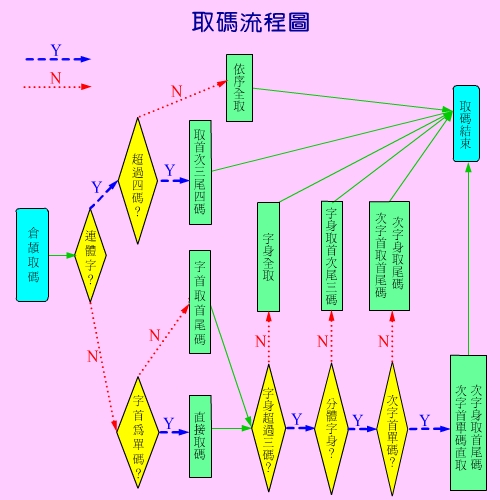 取碼流程圖
Y
N
倉頡取碼
連體字？
Y
超過四碼？
N
依序全取
Y
取首次三尾四碼
取碼結束
N
字首為單碼？
N
字首取首尾碼
Y
直接取碼
字身超過三碼？
N
字身全取
Y
分體字身？
N
字身取首次尾三碼
Y
次字首單碼？
N
次字首取首尾碼
次字身取尾碼
Y
次字首單碼直取
次字身取首尾碼